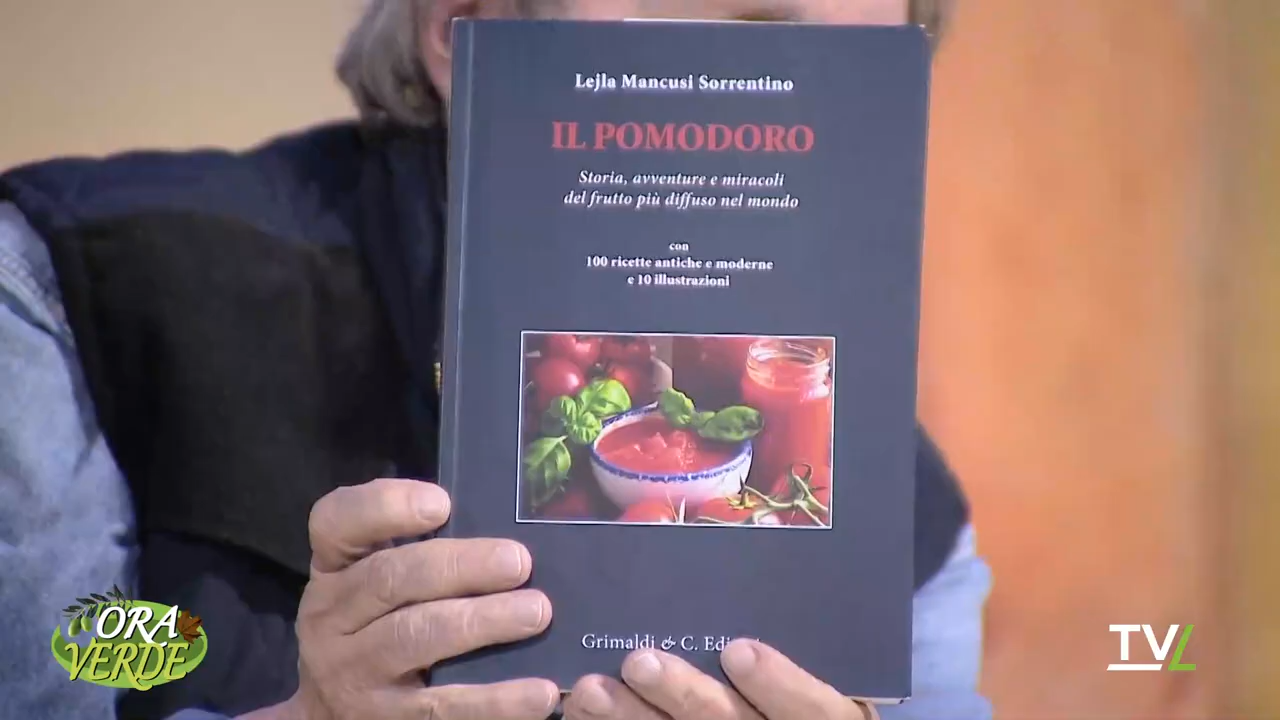 Lejla Mancusi Sorrentino
IL POMODORO
Storia, avventure e miracoli
del frutto più diffuso nel mondo
con
100 ricette antiche e moderne
e 10 illustrazioni
Grimaldi & C.
ORA
VERDE
TVL